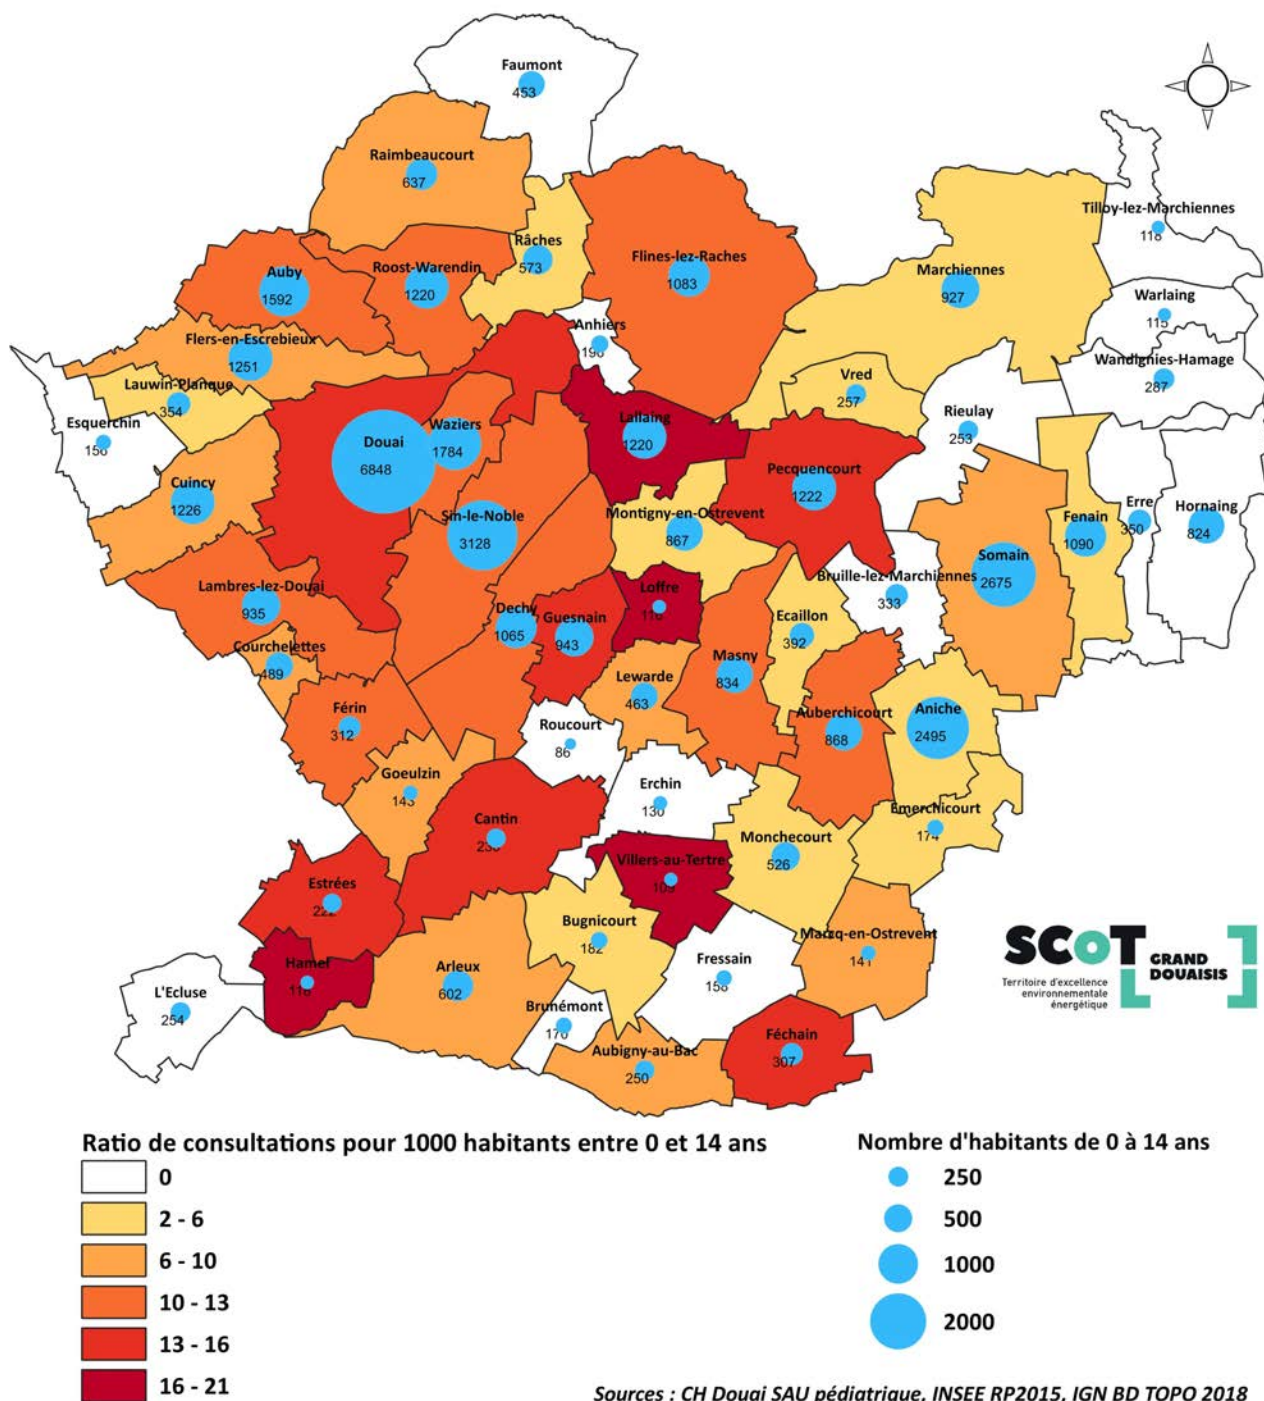 Faumont
453
Raimbeaucourt
637
Tilloy-lez-Marchiennes
118
Râches
573
Flines-lez-Raches
1083
Auby
1592
Roost-Warendin
1220
Marchiennes
927
Warlaing
115
Anhiers
Flers-en-Escrebieux
1251
Wandignies-Hamage
287
Lauwin-Planque
354
Vred
257
Esquerchin
156
Rieulay
253
Lallaing
1220
Waziers
1784
Douai
6848
Pecquencourt
1222
Cuincy
1226
Erre
350
Hornaing
824
Montigny-en-Ostrevent
867
Fenain
1090
Sin-le-Noble
3128
Somain
2675
Bruille-lez-Marchiennes
333
Lambres-lez-Douai
935
Loffre
Dechy
1065
Guesnain
943
Ecaillon
392
Courchelettes
489
Masny
834
Lewarde
463
Férin
312
Auberchicourt
868
Aniche
2495
Roucourt
86
Goeulzin
143
Erchin
130
Emerchicourt
174
Cantin
Monchecourt
526
Villers-au-Tertre
Estrées
222
Bugnicourt
182
Marcq-en-Ostrevent
141
Hamel
Arleux
602
Fressain
L'Ecluse
254
Brunémont
170
Aubigny-au-Bac
250
Féchain
307
SCoT
GRAND
DOUAISIS
Territoire d'excellence
environnementale
énergétique
Ratio de consultations pour 1000 habitants entre 0 et 14 ans
0
2 - 6
6 - 10
10 - 13
13 - 16
16 - 21
Nombre d'habitants de 0 à 14 ans
250
500
1000
2000
Sources : CH Douai SAU pédiatrique, INSEE RP2015, IGN BD TOPO 2018